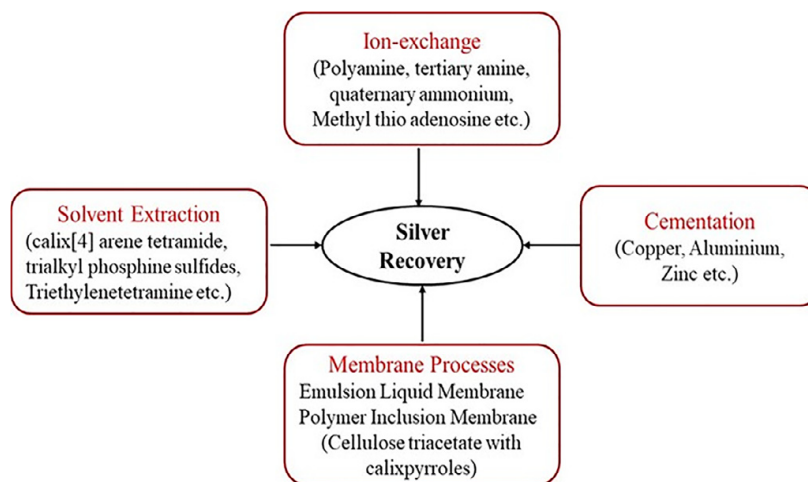 Ion-exchange
(Polyamine, tertiary amine,
quaternary ammonium,
Methyl thio adenosine etc.)
Solvent Extraction
(calix[4] arene tetramide,
trialkyl phosphine sulfides,
Triethylenetetramine etc.)
Silver
Recovery
Cementation
(Copper, Aluminium,
Zinc etc.)
Membrane Processes
Emulsion Liquid Membrane
Polymer Inclusion Membrane
(Cellulose triacetate with
calixpyrroles)